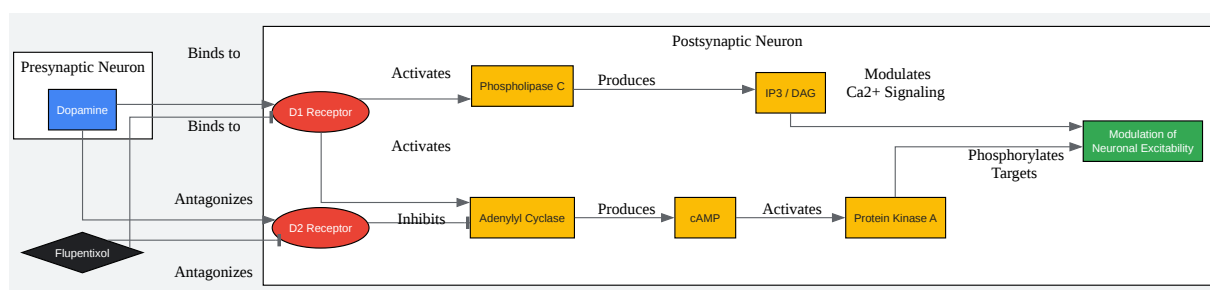 Postsynaptic Neuron
Binds to
Presynaptic Neuron
Activates
Phospholipase C
Produces
IP3 / DAG
Modulates
Ca2+ Signaling
Dopamine
D1 Receptor
Binds to
Activates
Modulation of
Neuronal Excitability
Phosphorylates
Targets
Antagonizes
D2 Receptor
Inhibits
Adenylyl Cyclase
Produces
cAMP
Activates
Protein Kinase A
Flupentixol
Antagonizes